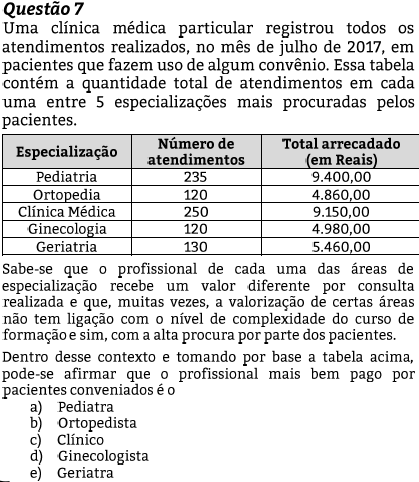 Questão 7
Uma clínica médica particular registrou todos os
atendimentos realizados, no mês de julho de 2017, em
pacientes que fazem uso de algum convênio. Essa tabela
contém a quantidade total de atendimentos em cada
uma entre 5 especializações mais procuradas pelos
pacientes.
Especialização Número de atendimentos Total arrecadado (em Reais)
Pediatria 235 9.400,00
Ortopedia 120 4.860,00
Clínica Médica 250 9.150,00
Ginecologia 120 4.980,00
Geriatria 130 5.460,00
Sabe-se que o profissional de cada uma das áreas de
especialização recebe um valor diferente por consulta
realizada e que, muitas vezes, a valorização de certas áreas
não tem ligação com o nível de complexidade do curso de
formação e sim, com a alta procura por parte dos pacientes.
Dentro desse contexto e tomando por base a tabela acima,
pode-se afirmar que o profissional mais bem pago por
pacientes conveniados é o
a) Pediatra
b) Ortopedista
c) Clínico
d) Ginecologista
e) Geriatra